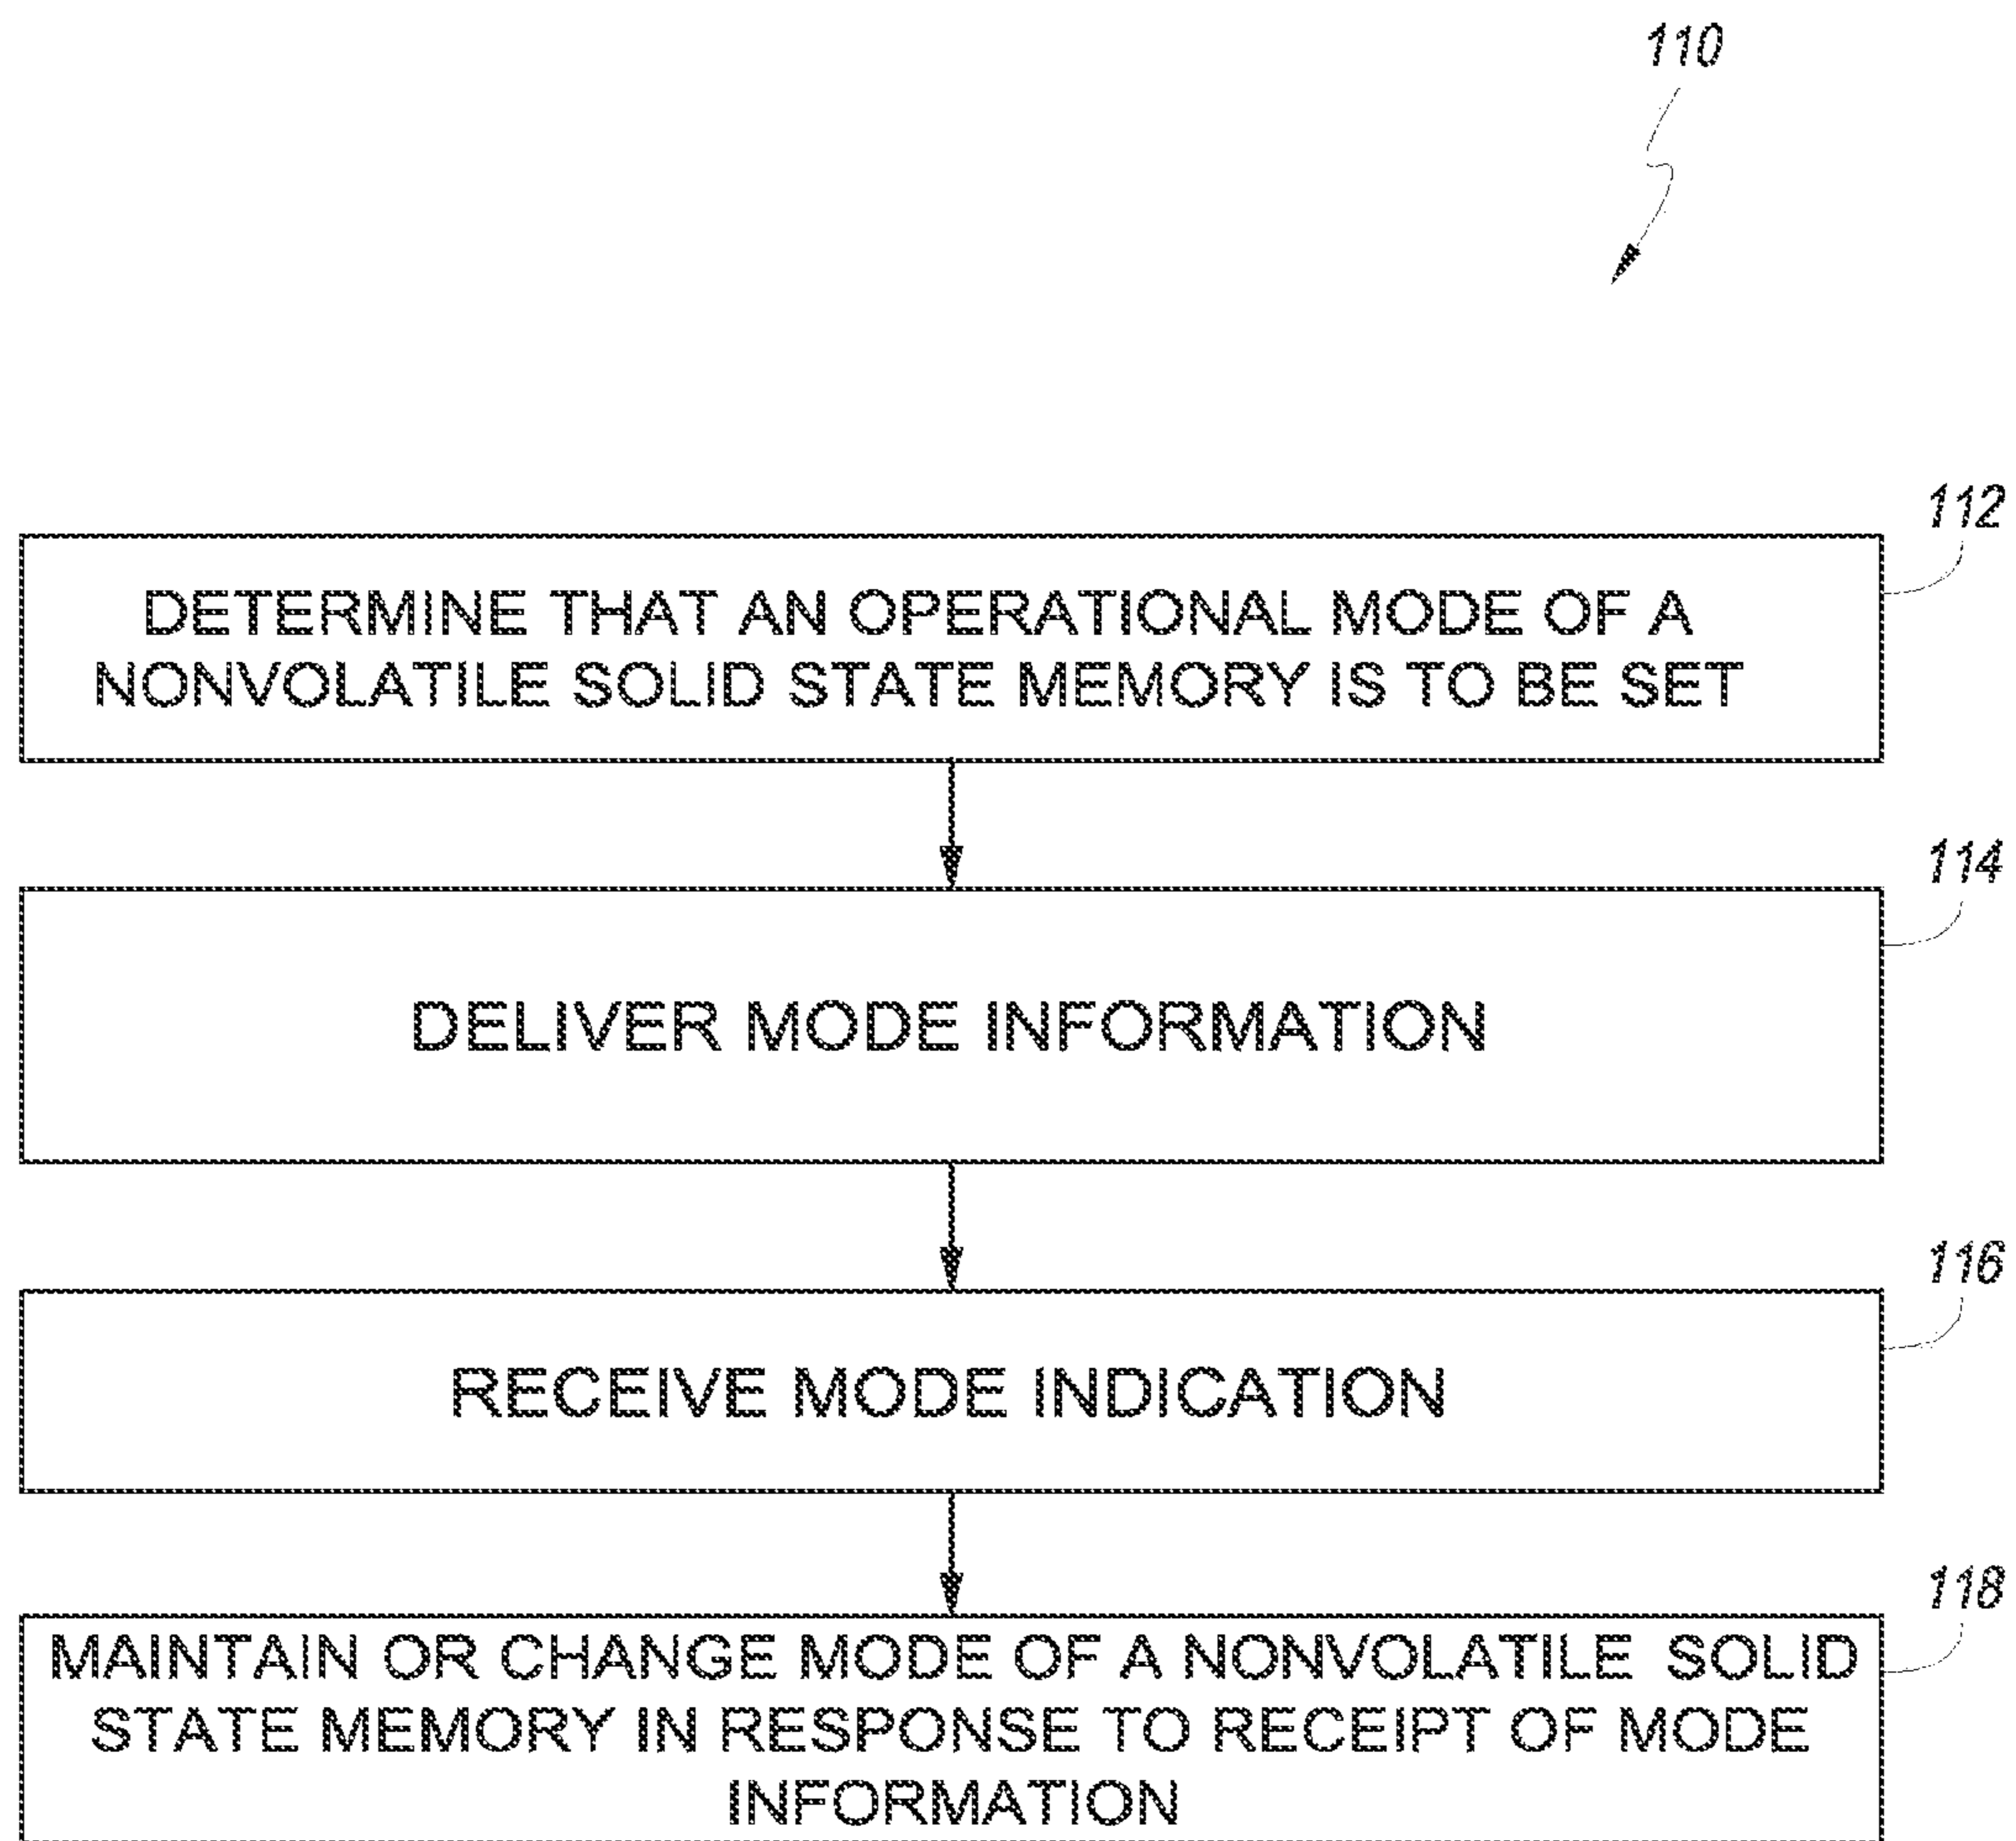 110
112
DETERMINE THAT AN OPERATIONAL MODE OF A
NONVOLATILE SOLID STATE MEMORY IS TO BE SET
114
DELIVER MODE INFORMATION
116
RECEIVE MODE INDICATION
118
MAINTAIN OR CHANGE MODE OF A NONVOLATILE SOLID
STATE MEMORY IN RESPONSE TO RECEIPT OF MODE
INFORMATION